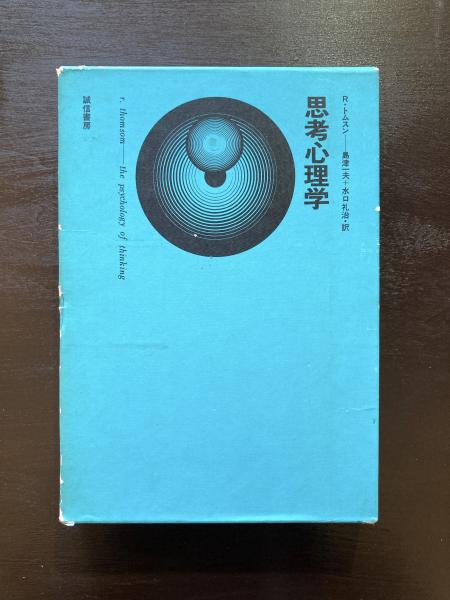 R・トムスン──島津一夫＋水口礼治・訳
思考心理学
r. thomsom──the psychology of thinking
誠信書房